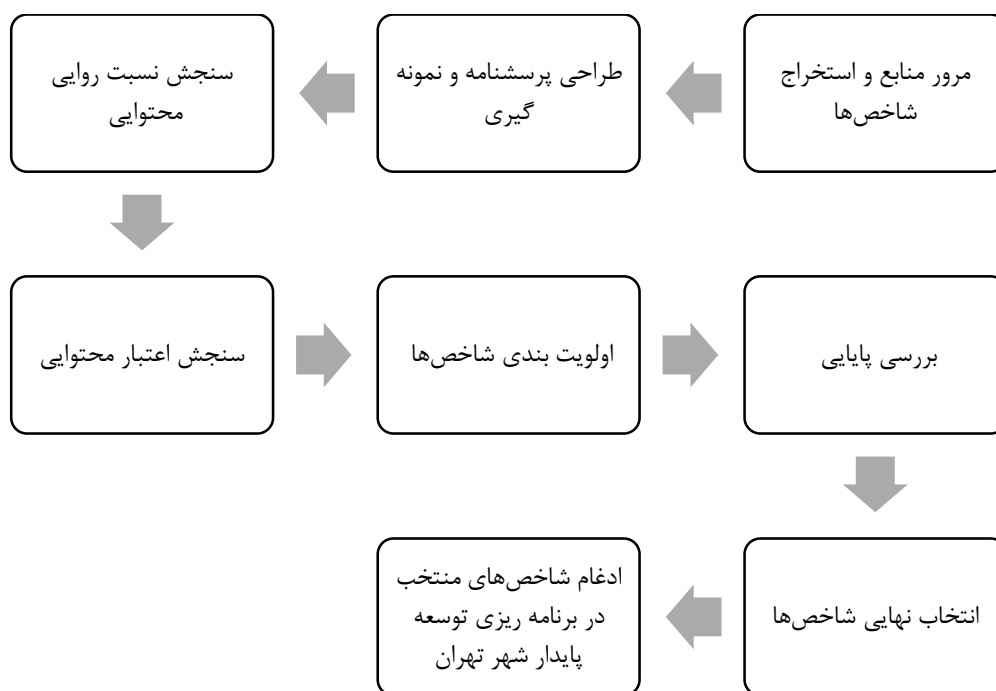 مرور منابع و استخراج
شاخص‌ها
طراحی پرسشنامه و نمونه
گیری
سنجش نسبت روایی
محتوایی
سنجش اعتبار محتوایی
اولویت بندی شاخص‌ها
بررسی پایایی
انتخاب نهایی شاخص‌ها
ادغام شاخص‌های منتخب
در برنامه ریزی توسعه
پایدار شهر تهران